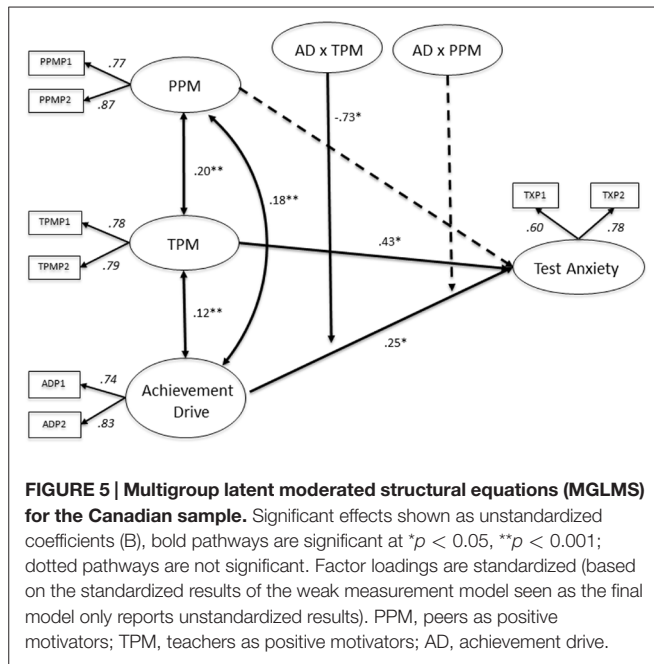 AD x TPM
AD x PPM
PPMP1
.77
PPM
PPMP2
.87
-.73*
.20**
.18**
TXP1
TXP2
TPMP1
.78
.60
.78
TPM
TPMP2
.79
.43*
Test Anxiety
.12**
ADP1
.74
.25*
Achievement
Drive
ADP2
.83
FIGURE 5 | Multigroup latent moderated structural equations (MGLMS)
for the Canadian sample. Significant effects shown as unstandardized
coefficients (B), bold pathways are significant at *p < 0.05, **p < 0.001;
dotted pathways are not significant. Factor loadings are standardized (based
on the standardized results of the weak measurement model seen as the final
model only reports unstandardized results). PPM, peers as positive
motivators; TPM, teachers as positive motivators; AD, achievement drive.